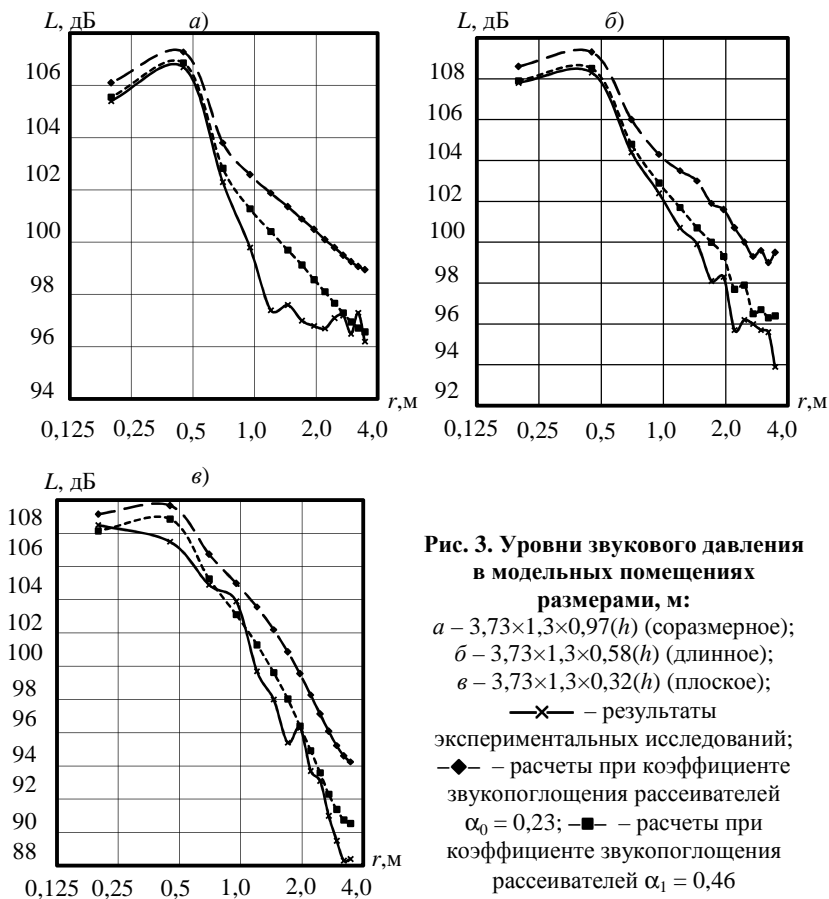 L, дБ а)
106
104
102
100
98
96
94
r,м
0,125 0,25 0,5 1,0 2,0 4,0
L, дБ б)
108
106
104
102
100
98
96
94
92
r,м
0,125 0,25 0,5 1,0 2,0 4,0
L, дБ в)
108
106
104
102
100
98
96
94
92
90
88
r,м
0,125 0,25 0,5 1,0 2,0 4,0
Рис. 3. Уровни звукового давления
в модельных помещениях
размерами, м:
а – 3,73×1,3×0,97(h) (соразмерное);
б – 3,73×1,3×0,58(h) (длинное);
в – 3,73×1,3×0,32(h) (плоское);
– результаты
экспериментальных исследований;
– расчеты при коэффициенте
звукопоглощения рассеивателей
α₀ = 0,23; – расчеты при
коэффициенте звукопоглощения
рассеивателей α₁ = 0,46